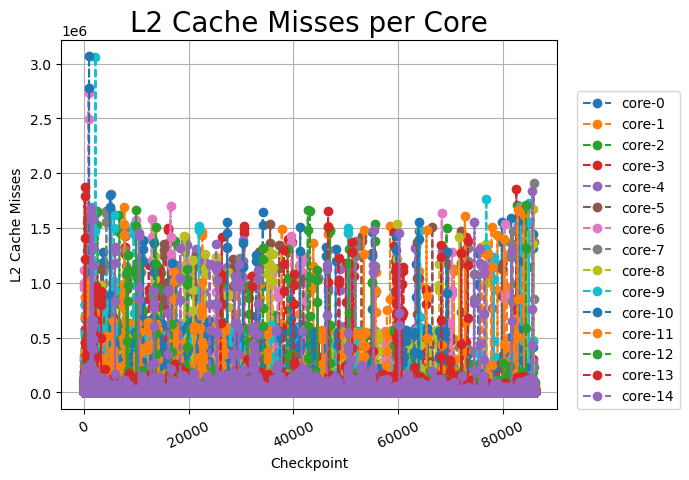 L2 Cache Misses per Core
1e6
3.0
2.5
2.0
1.5
1.0
0.5
0.0
L2 Cache Misses
0
20000
40000
60000
80000
Checkpoint
core-0
core-1
core-2
core-3
core-4
core-5
core-6
core-7
core-8
core-9
core-10
core-11
core-12
core-13
core-14